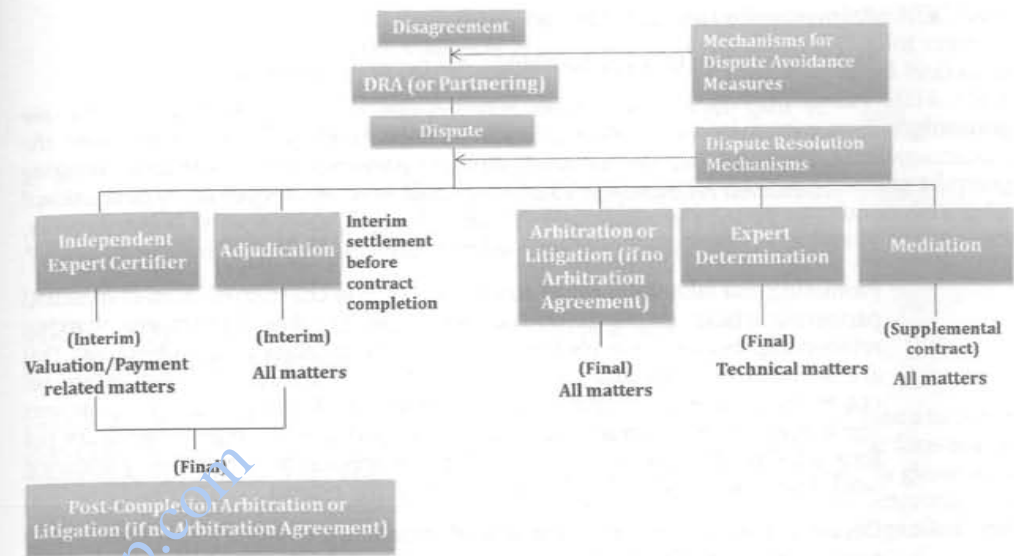 Disagreement
Mechanisms for
Dispute Avoidance
Measures
DRA (or Partnering)
Dispute
Dispute Resolution
Mechanisms
Independent
Expert Certifier
Adjudication
Interim
settlement
before
contract
completion
Arbitration or
Litigation (if no
Arbitration
Agreement)
Expert
Determination
Mediation
(Interim)
Valuation/Payment
related matters
(Interim)
All matters
(Final)
All matters
(Final)
Technical matters
(Supplemental
contract)
All matters
(Final)
Post-Completion Arbitration or
Litigation (if no Arbitration Agreement)
p.com